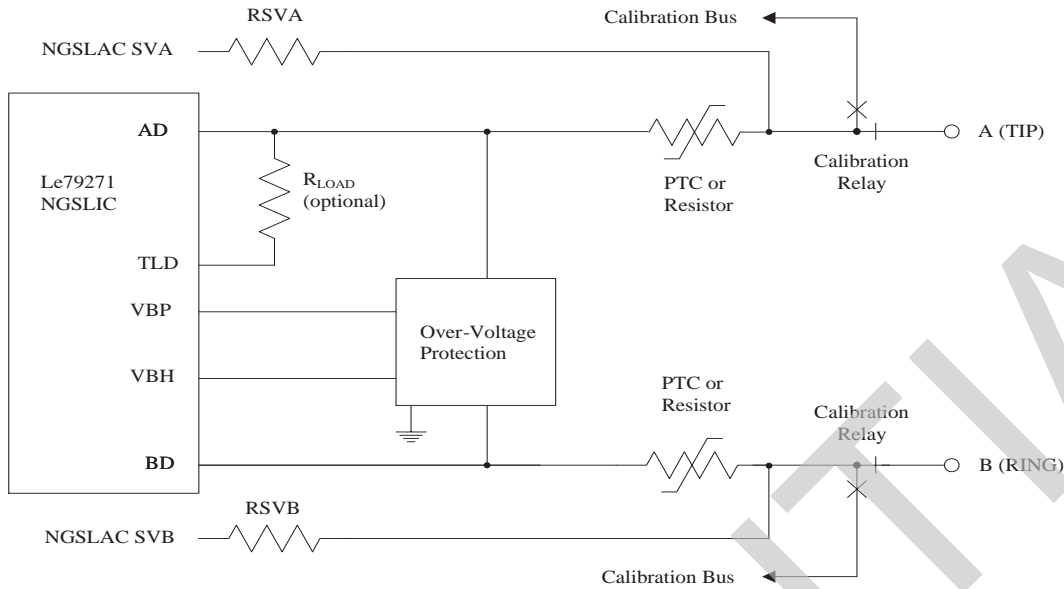 RSVA
Calibration Bus
NGSLAC SVA
AD
A (TIP)
Le79271
NGSLIC
RLOAD
(optional)
PTC or
Resistor
Calibration
Relay
TLD
VBP
Over-Voltage
Protection
VBH
PTC or
Resistor
Calibration
Relay
BD
B (RING)
RSVB
NGSLAC SVB
Calibration Bus